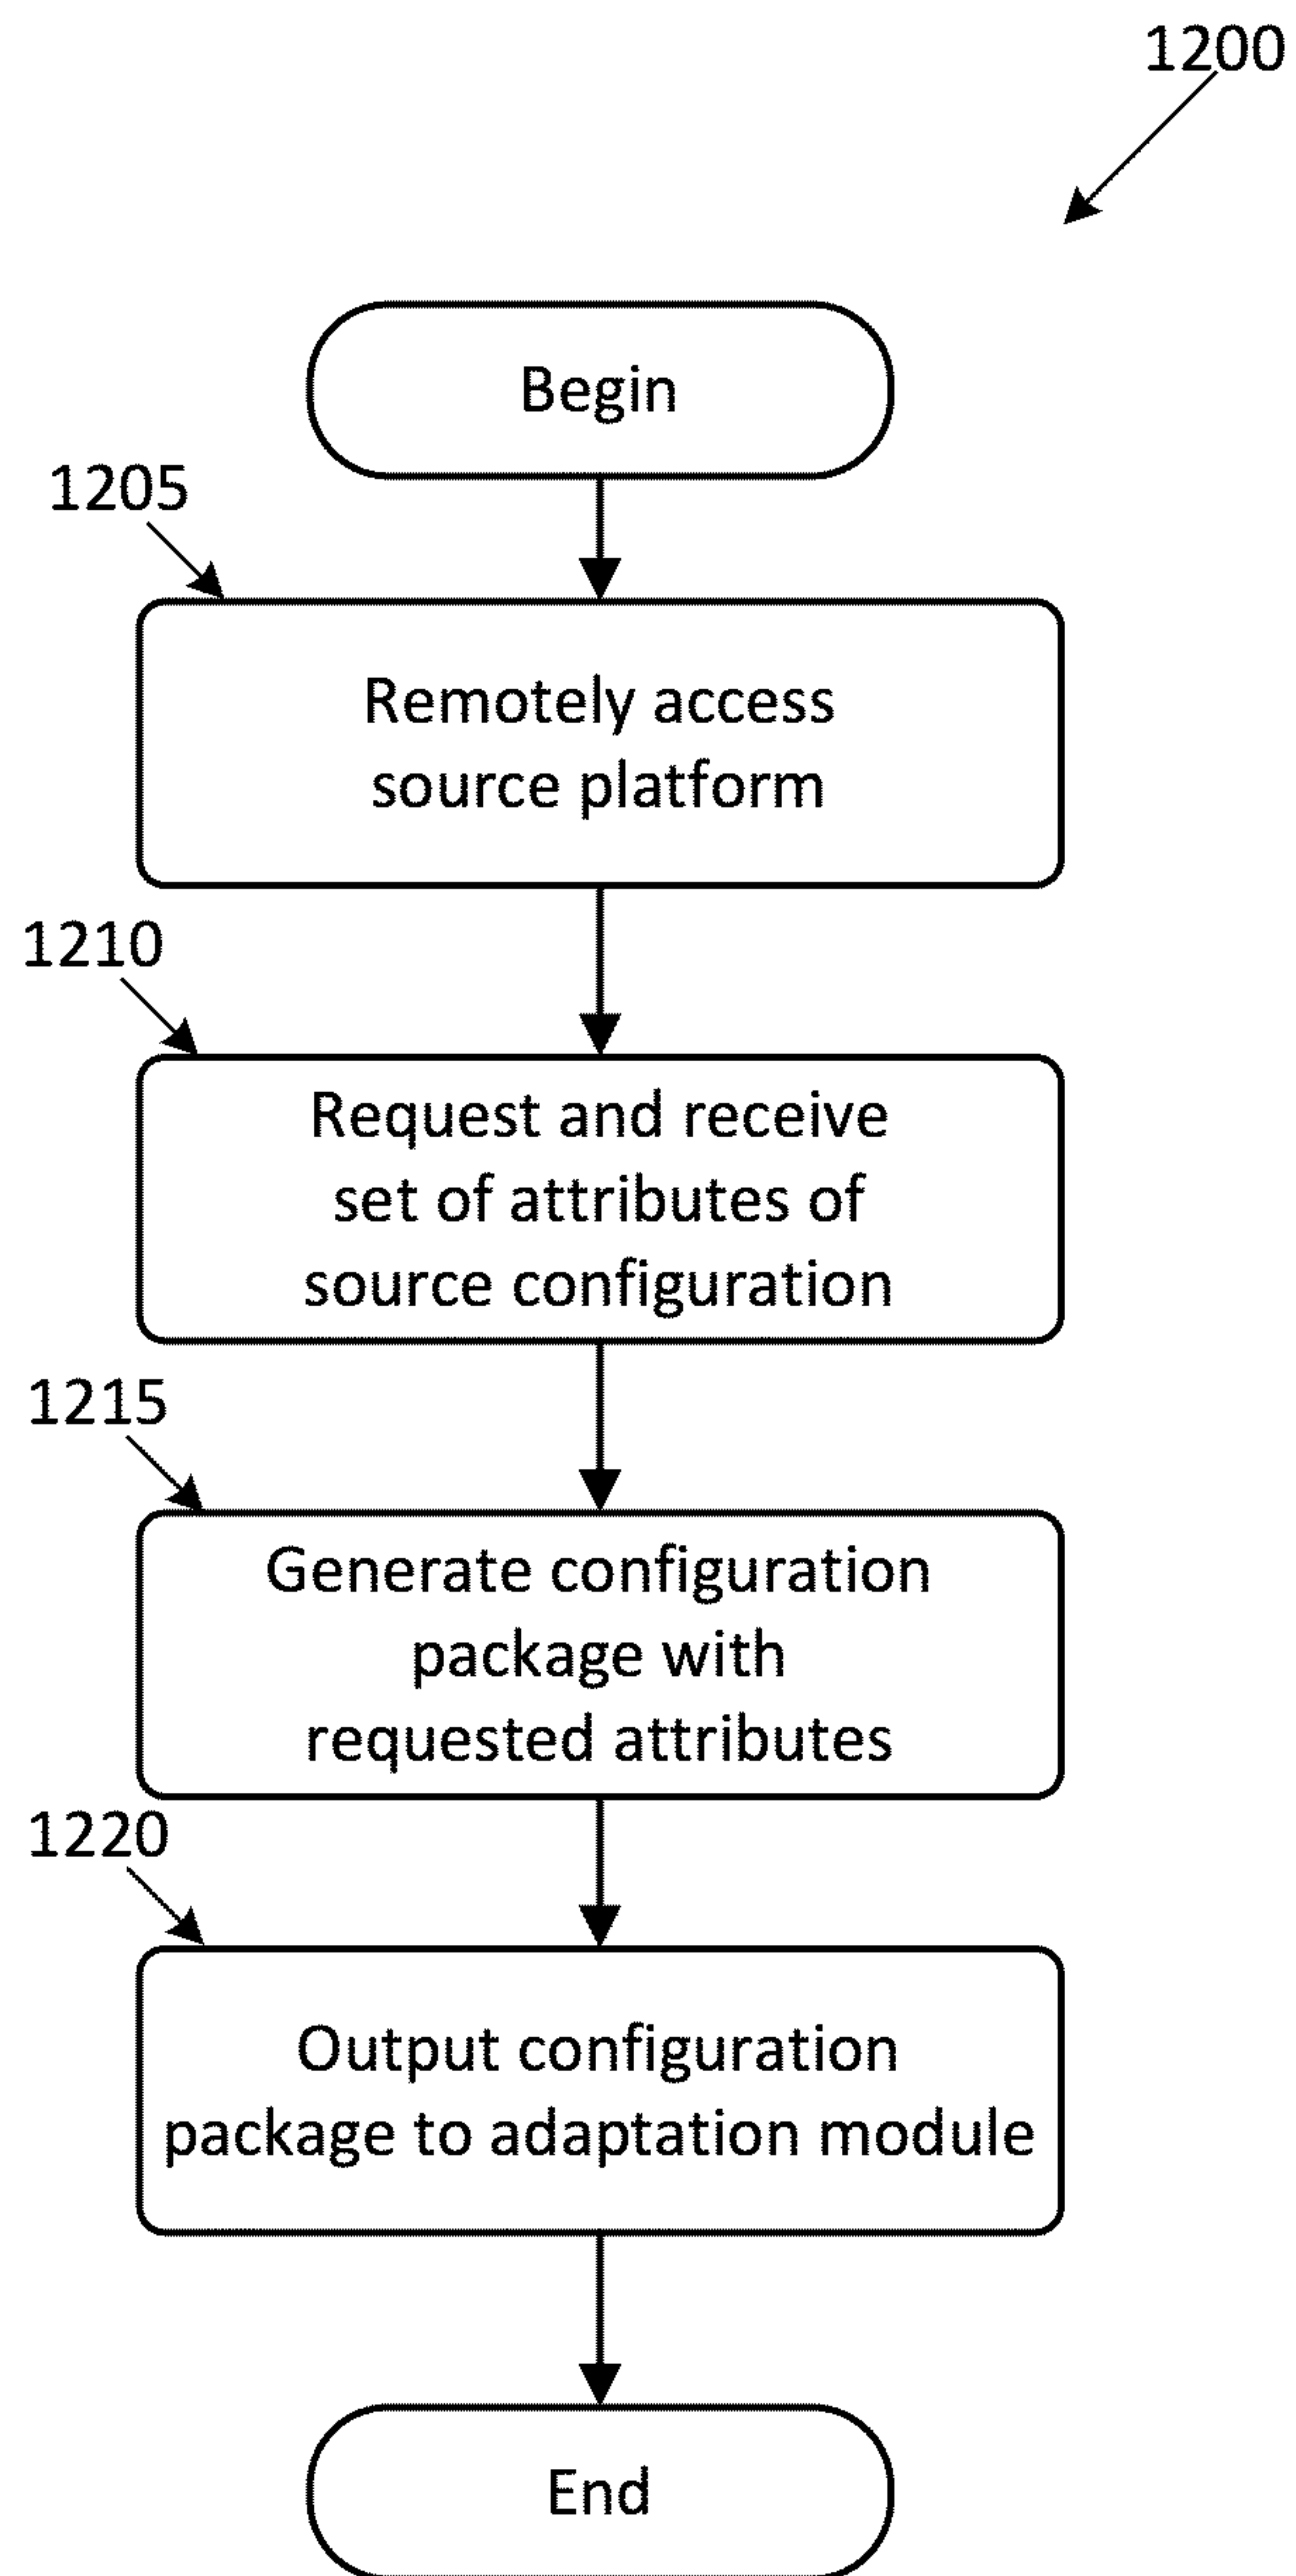 1200
Begin
1205
Remotely access
source platform
1210
Request and receive
set of attributes of
source configuration
1215
Generate configuration
package with
requested attributes
1220
Output configuration
package to adaptation module
End